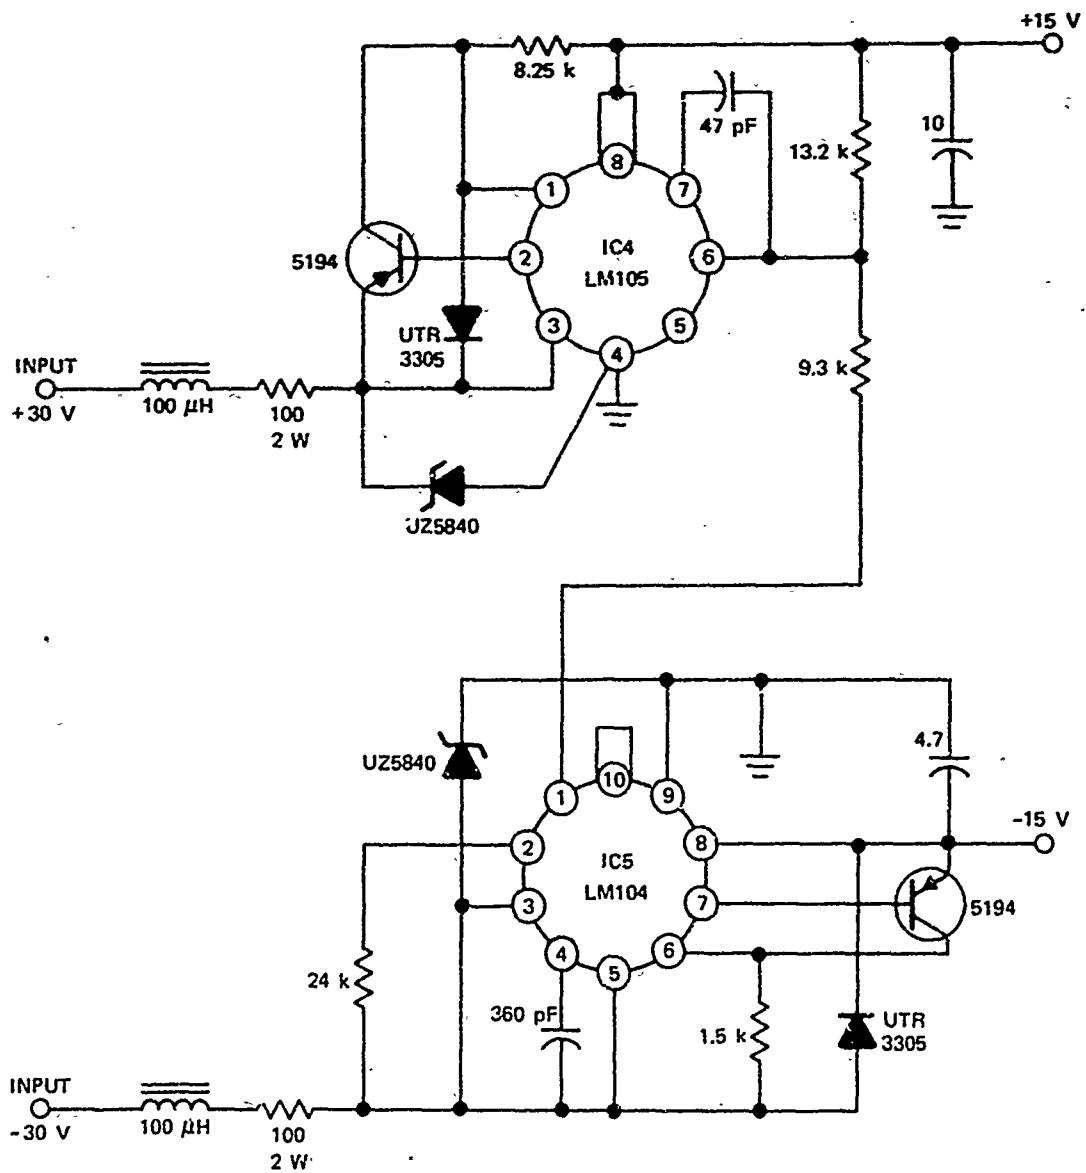 +15 V
8.25 k
47 pF
13.2 k
10
8
1
7
5194
2
IC4
LM105
6
3
5
4
UTR
3305
9.3 k
INPUT
+30 V
100 μH
100
2 W
UZ5840
UZ5840
4.7
10
1
9
-15 V
2
8
IC5
LM104
3
7
5194
4
5
6
24 k
360 pF
1.5 k
UTR
3305
INPUT
-30 V
100 μH
100
2 W